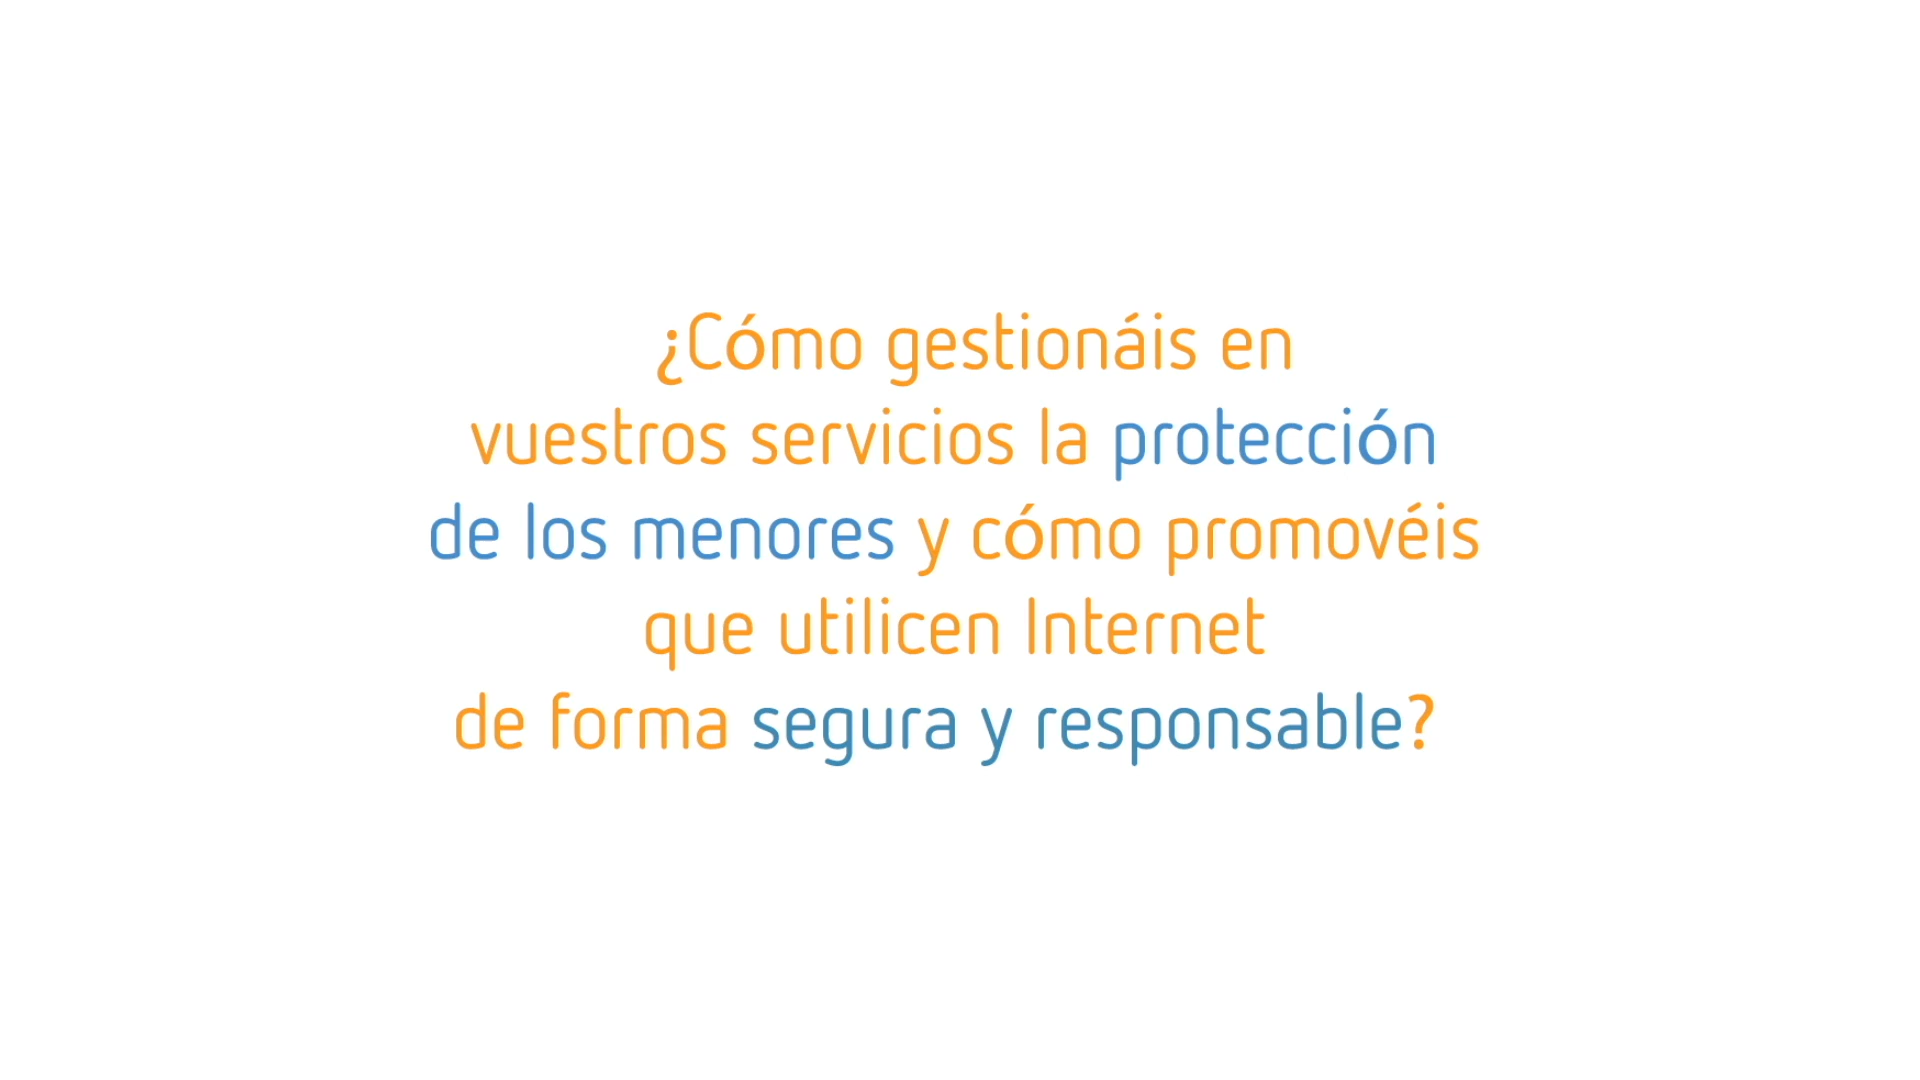 ¿Cómo gestionáis en
vuestros servicios la protección
de los menores y cómo promovéis
que utilicen Internet
de forma segura y responsable?